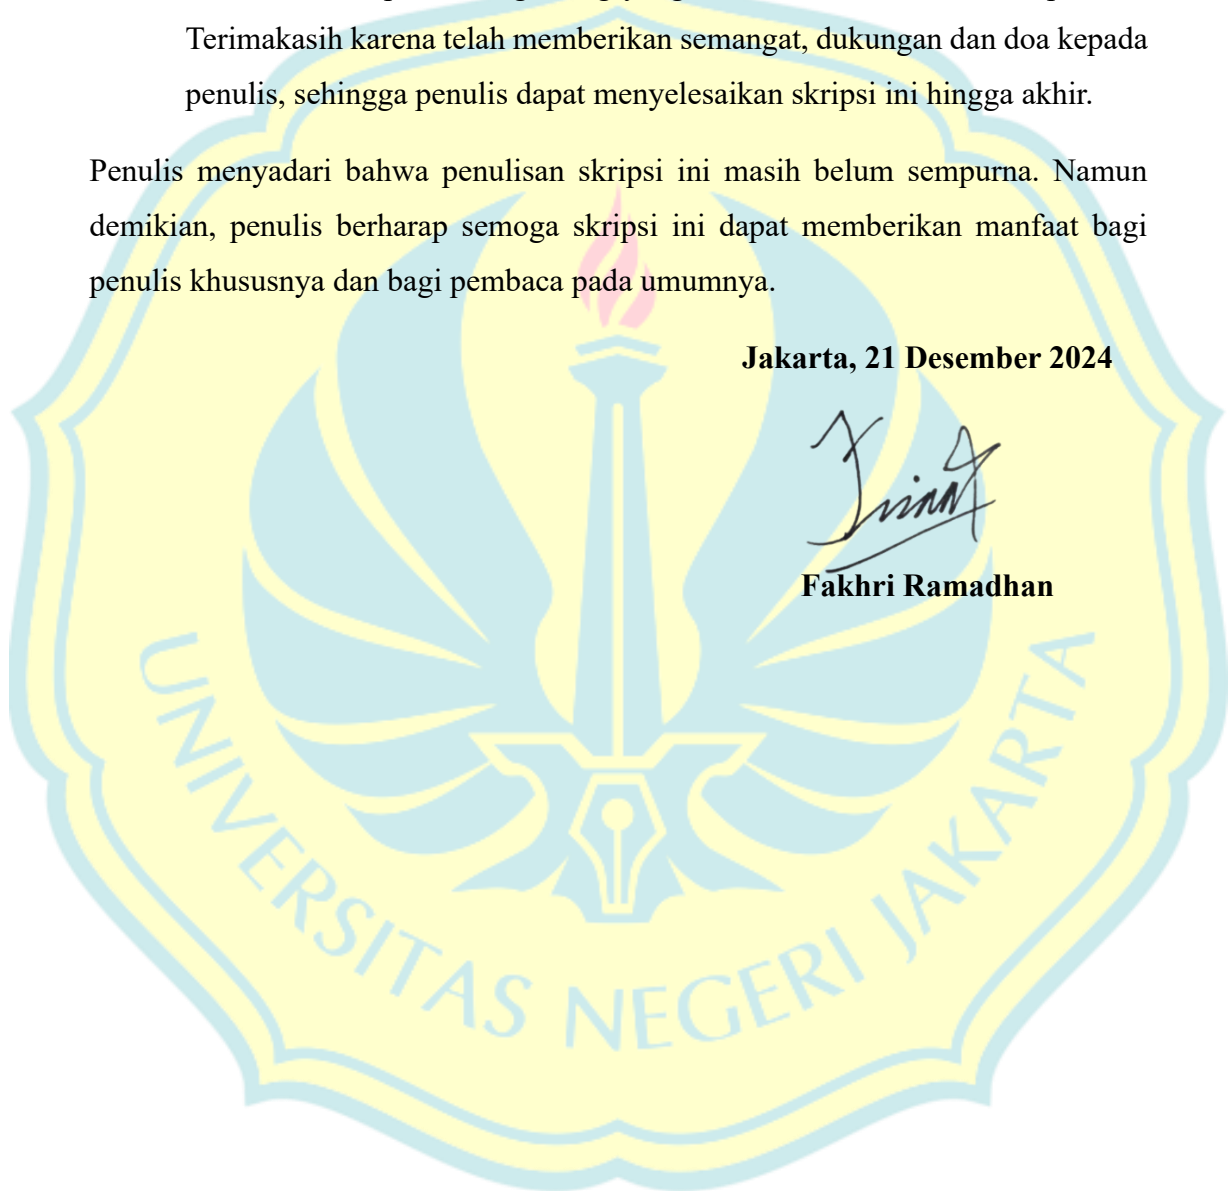 Terimakasih karena telah memberikan semangat, dukungan dan doa kepada
penulis, sehingga penulis dapat menyelesaikan skripsi ini hingga akhir.
Penulis menyadari bahwa penulisan skripsi ini masih belum sempurna. Namun
demikian, penulis berharap semoga skripsi ini dapat memberikan manfaat bagi
penulis khususnya dan bagi pembaca pada umumnya.
Jakarta, 21 Desember 2024
Fakhri Ramadhan
UNIVERSITAS NEGERI JAKARTA